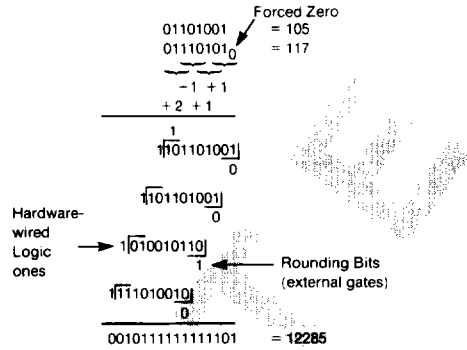 Forced Zero
01101001 = 105
01110101 0 = 117
-1 +1
+2 +1
1
1 101101001
0
1 101101001
0
Hardware-
wired
Logic
ones
1 010010110
1
Rounding Bits
(external gates)
1 111010010
0
0010111111111101 = 12285